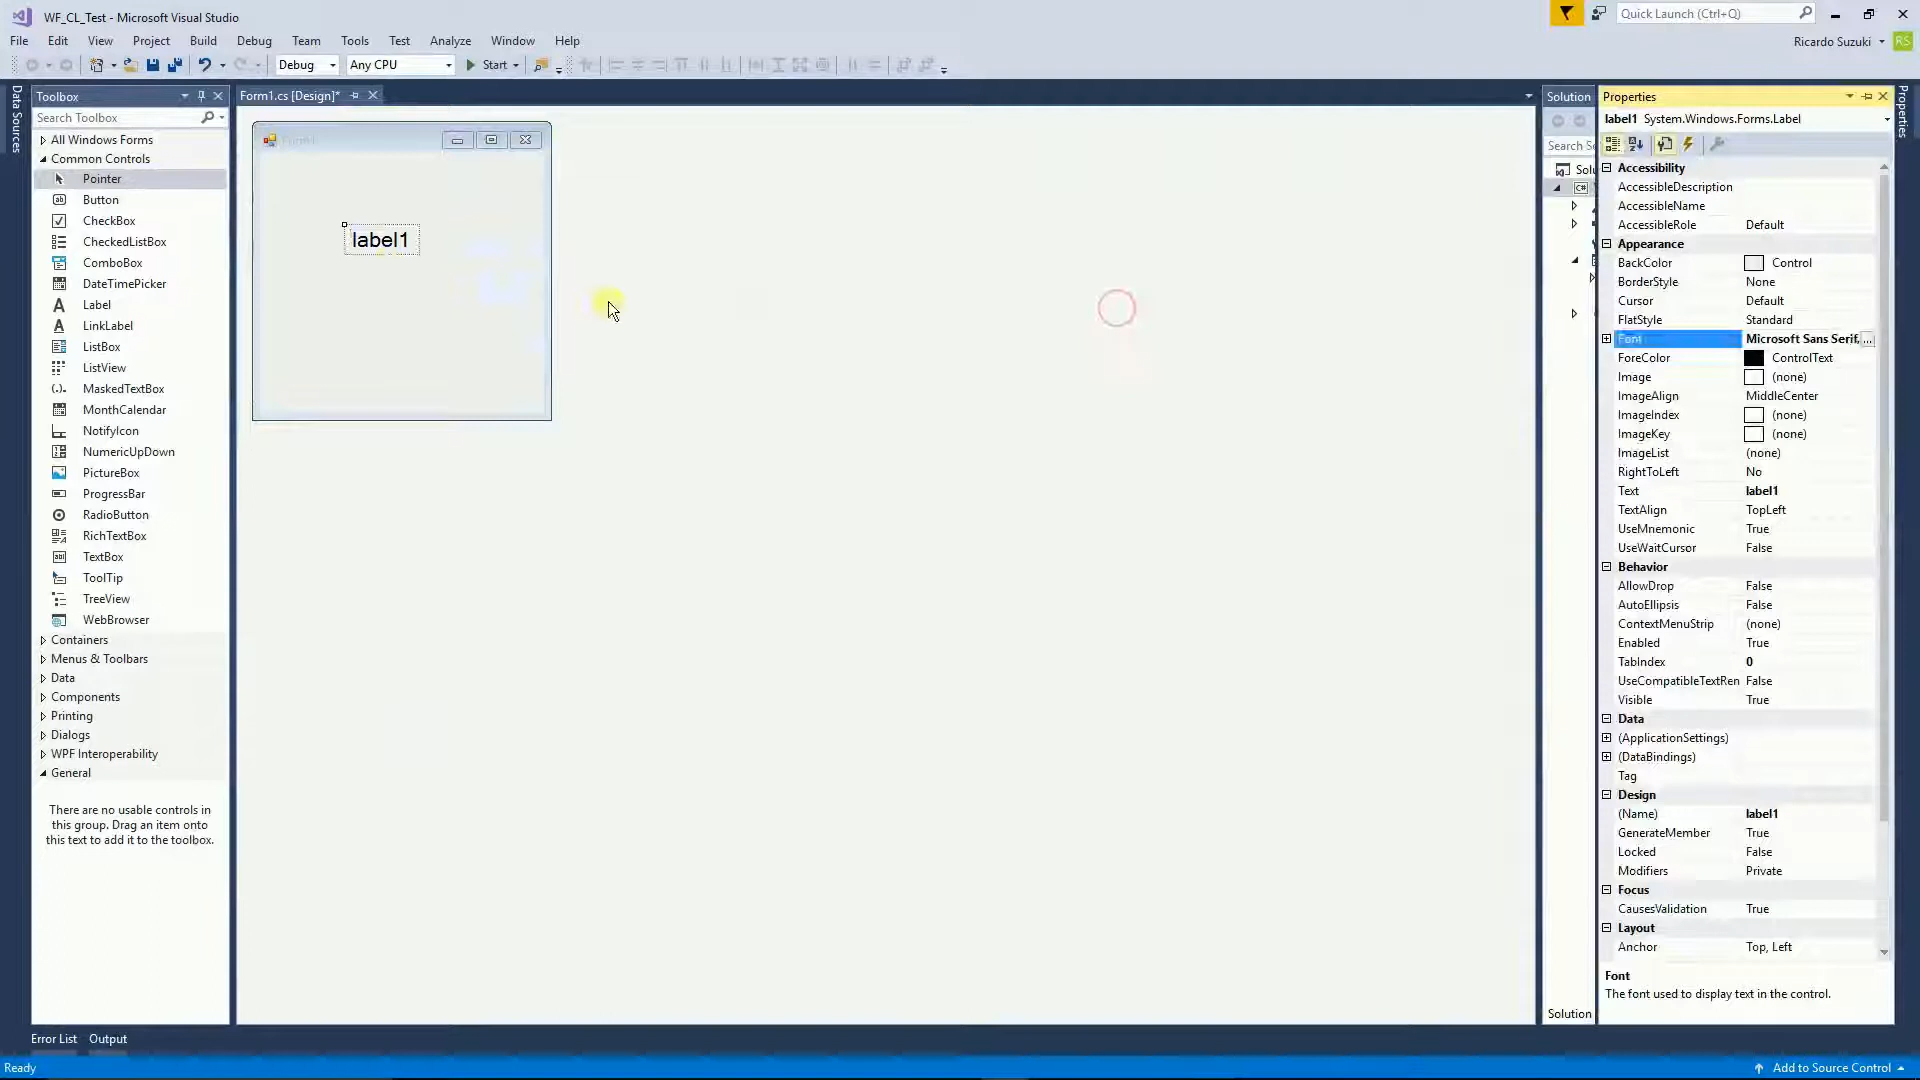 WF_CL_Test - Microsoft Visual Studio
Quick Launch (Ctrl+Q)
File Edit View Project Build Debug Team Tools Test Analyze Window Help
Ricardo Suzuki RS
Debug Any CPU Start
Data Sources
Toolbox
Search Toolbox
All Windows Forms
Common Controls
Pointer
Button
CheckBox
CheckedListBox
ComboBox
DateTimePicker
Label
LinkLabel
ListBox
ListView
MaskedTextBox
MonthCalendar
NotifyIcon
NumericUpDown
PictureBox
ProgressBar
RadioButton
RichTextBox
TextBox
ToolTip
TreeView
WebBrowser
Containers
Menus & Toolbars
Data
Components
Printing
Dialogs
WPF Interoperability
General
There are no usable controls in
this group. Drag an item onto
this text to add it to the toolbox.
Form1.cs [Design]*
Form1
label1
Solution
Search S
Solu
C#
Solution
Properties
label1 System.Windows.Forms.Label
Accessibility
AccessibleDescription
AccessibleName
AccessibleRole Default
Appearance
BackColor Control
BorderStyle None
Cursor Default
FlatStyle Standard
Font Microsoft Sans Serif, ...
ForeColor ControlText
Image (none)
ImageAlign MiddleCenter
ImageIndex (none)
ImageKey (none)
ImageList (none)
RightToLeft No
Text label1
TextAlign TopLeft
UseMnemonic True
UseWaitCursor False
Behavior
AllowDrop False
AutoEllipsis False
ContextMenuStrip (none)
Enabled True
TabIndex 0
UseCompatibleTextRen False
Visible True
Data
(ApplicationSettings)
(DataBindings)
Tag
Design
(Name) label1
GenerateMember True
Locked False
Modifiers Private
Focus
CausesValidation True
Layout
Anchor Top, Left
Font
The font used to display text in the control.
Properties
Error List Output
Ready
Add to Source Control